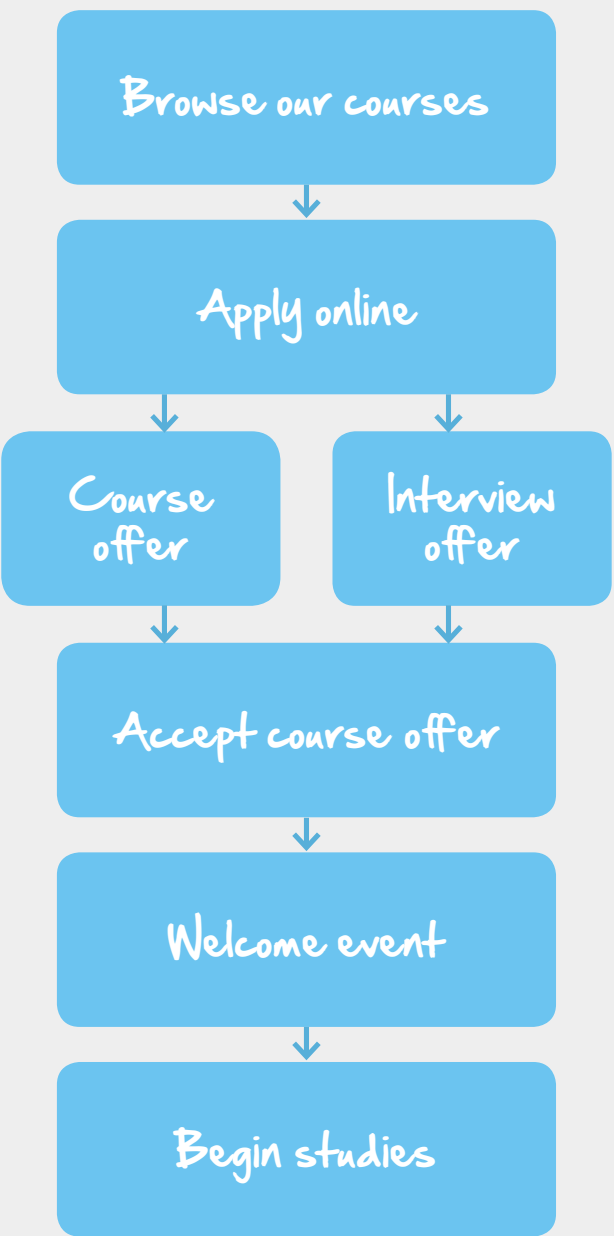 Browse our courses
Apply online
Course
offer
Interview
offer
Accept course offer
Welcome event
Begin studies